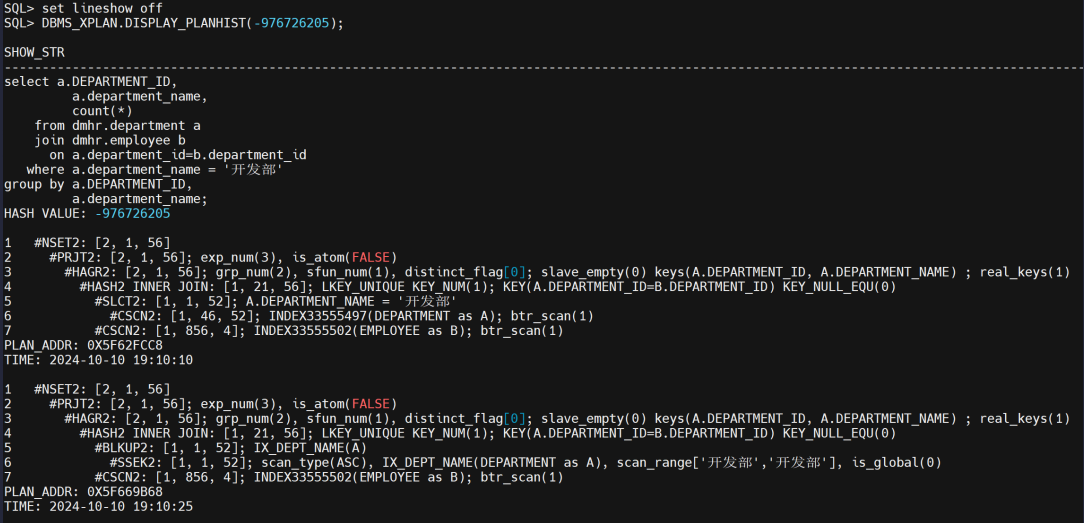 SQL> set lineshow off
SQL> DBMS_XPLAN.DISPLAY_PLANHIST(-976726205);
SHOW_STR
--------------------------------------------------------------------------------------------------------------------------------------------------
select a.DEPARTMENT_ID,
a.department_name,
count(*)
from dmhr.department a
join dmhr.employee b
on a.department_id=b.department_id
where a.department_name = '开发部'
group by a.DEPARTMENT_ID,
a.department_name;
HASH VALUE: -976726205
1 #NSET2: [2, 1, 56]
2 #PRJT2: [2, 1, 56]; exp_num(3), is_atom(FALSE)
3 #HAGR2: [2, 1, 56]; grp_num(2), sfun_num(1), distinct_flag[0]; slave_empty(0) keys(A.DEPARTMENT_ID, A.DEPARTMENT_NAME) ; real_keys(1)
4 #HASH2 INNER JOIN: [1, 21, 56]; LKEY_UNIQUE KEY_NUM(1); KEY(A.DEPARTMENT_ID=B.DEPARTMENT_ID) KEY_NULL_EQU(0)
5 #SLCT2: [1, 1, 52]; A.DEPARTMENT_NAME = '开发部'
6 #CSCN2: [1, 46, 52]; INDEX33555497(DEPARTMENT as A); btr_scan(1)
7 #CSCN2: [1, 856, 4]; INDEX33555502(EMPLOYEE as B); btr_scan(1)
PLAN_ADDR: 0X5F62FCC8
TIME: 2024-10-10 19:10:10
1 #NSET2: [2, 1, 56]
2 #PRJT2: [2, 1, 56]; exp_num(3), is_atom(FALSE)
3 #HAGR2: [2, 1, 56]; grp_num(2), sfun_num(1), distinct_flag[0]; slave_empty(0) keys(A.DEPARTMENT_ID, A.DEPARTMENT_NAME) ; real_keys(1)
4 #HASH2 INNER JOIN: [1, 21, 56]; LKEY_UNIQUE KEY_NUM(1); KEY(A.DEPARTMENT_ID=B.DEPARTMENT_ID) KEY_NULL_EQU(0)
5 #BLKUP2: [1, 1, 52]; IX_DEPT_NAME(A)
6 #SSEK2: [1, 1, 52]; scan_type(ASC), IX_DEPT_NAME(DEPARTMENT as A), scan_range['开发部','开发部'], is_global(0)
7 #CSCN2: [1, 856, 4]; INDEX33555502(EMPLOYEE as B); btr_scan(1)
PLAN_ADDR: 0X5F669B68
TIME: 2024-10-10 19:10:25